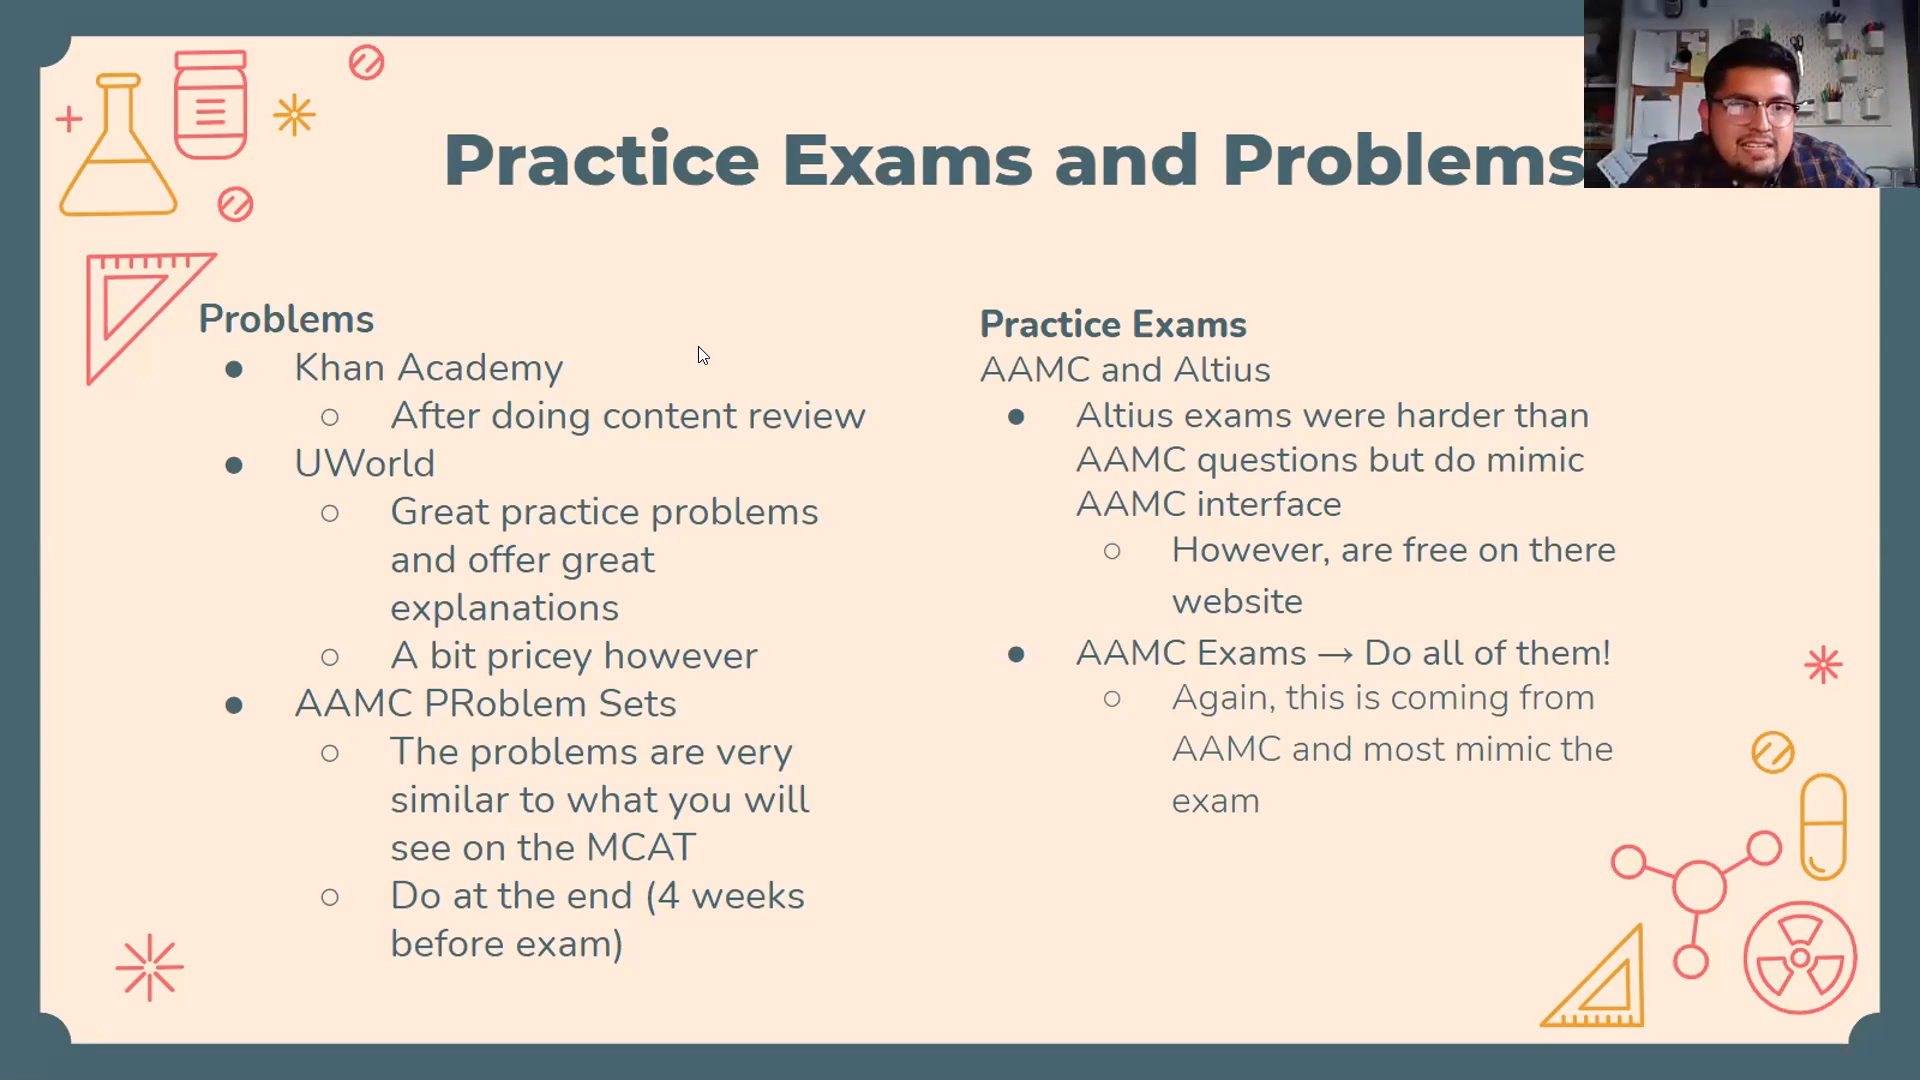 Practice Exams and Problems
Problems
● Khan Academy
○ After doing content review
● UWorld
○ Great practice problems
and offer great
explanations
○ A bit pricey however
● AAMC PRoblem Sets
○ The problems are very
similar to what you will
see on the MCAT
○ Do at the end (4 weeks
before exam)
Practice Exams
AAMC and Altius
● Altius exams were harder than
AAMC questions but do mimic
AAMC interface
○ However, are free on there
website
● AAMC Exams → Do all of them!
○ Again, this is coming from
AAMC and most mimic the
exam